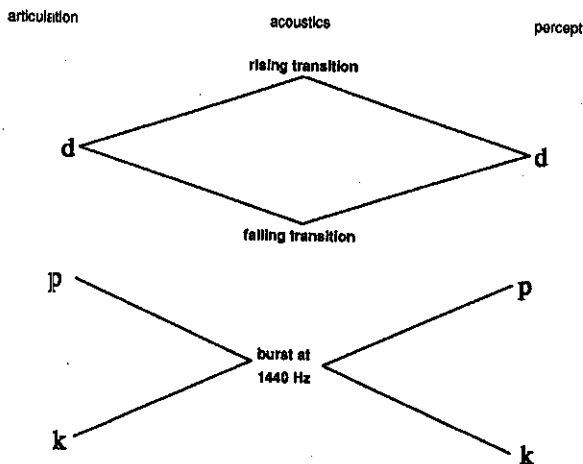 articulation acoustics percept
rising transition
d d
falling transition
p p
burst at
1440 Hz
k k